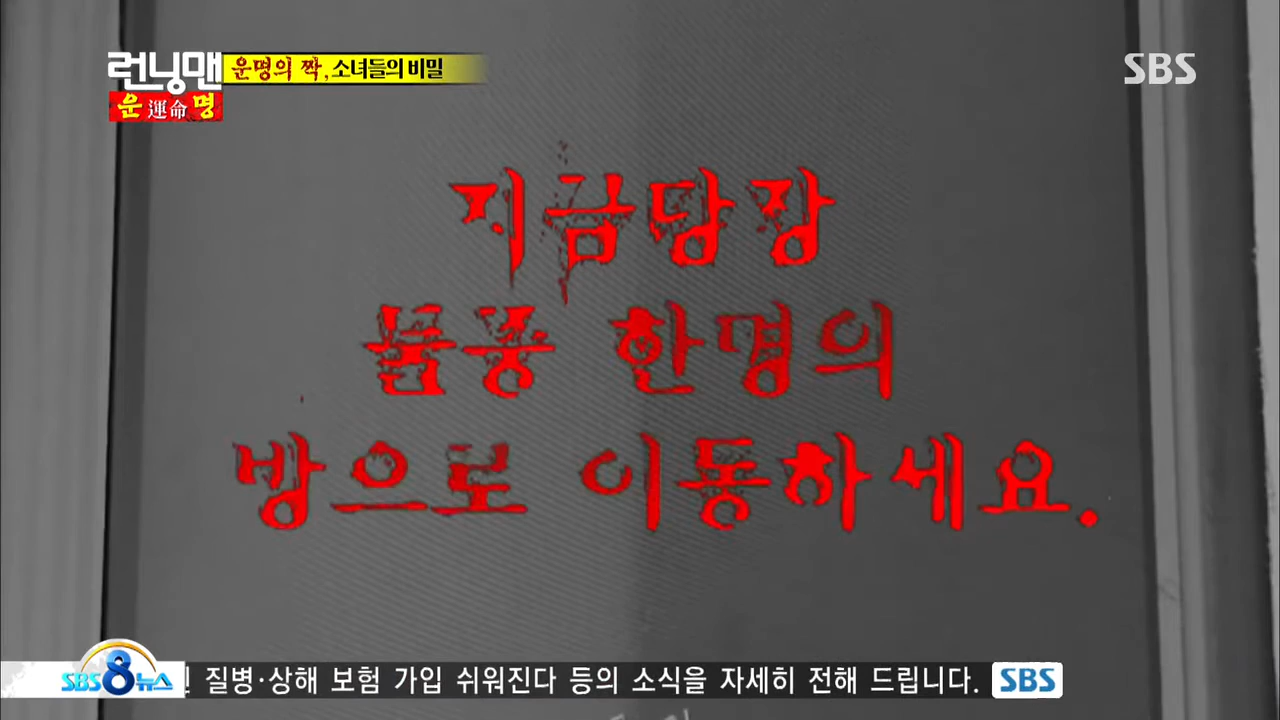 런닝맨
운명의 짝, 소녀들의 비밀
운 運命 명
SBS
지금당장
물풍 한명의
방으로 이동하세요.
SBS 8 뉴스
질병·상해 보험 가입 쉬워진다 등의 소식을 자세히 전해 드립니다.
SBS